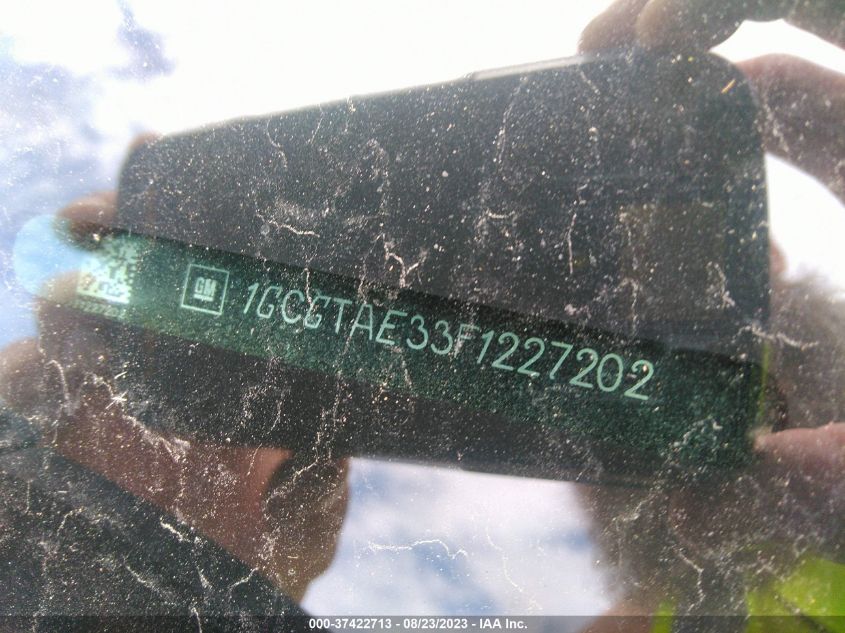 GM 1GCGTAE33F1227202
000-37422713 - 08/23/2023 - IAA Inc.